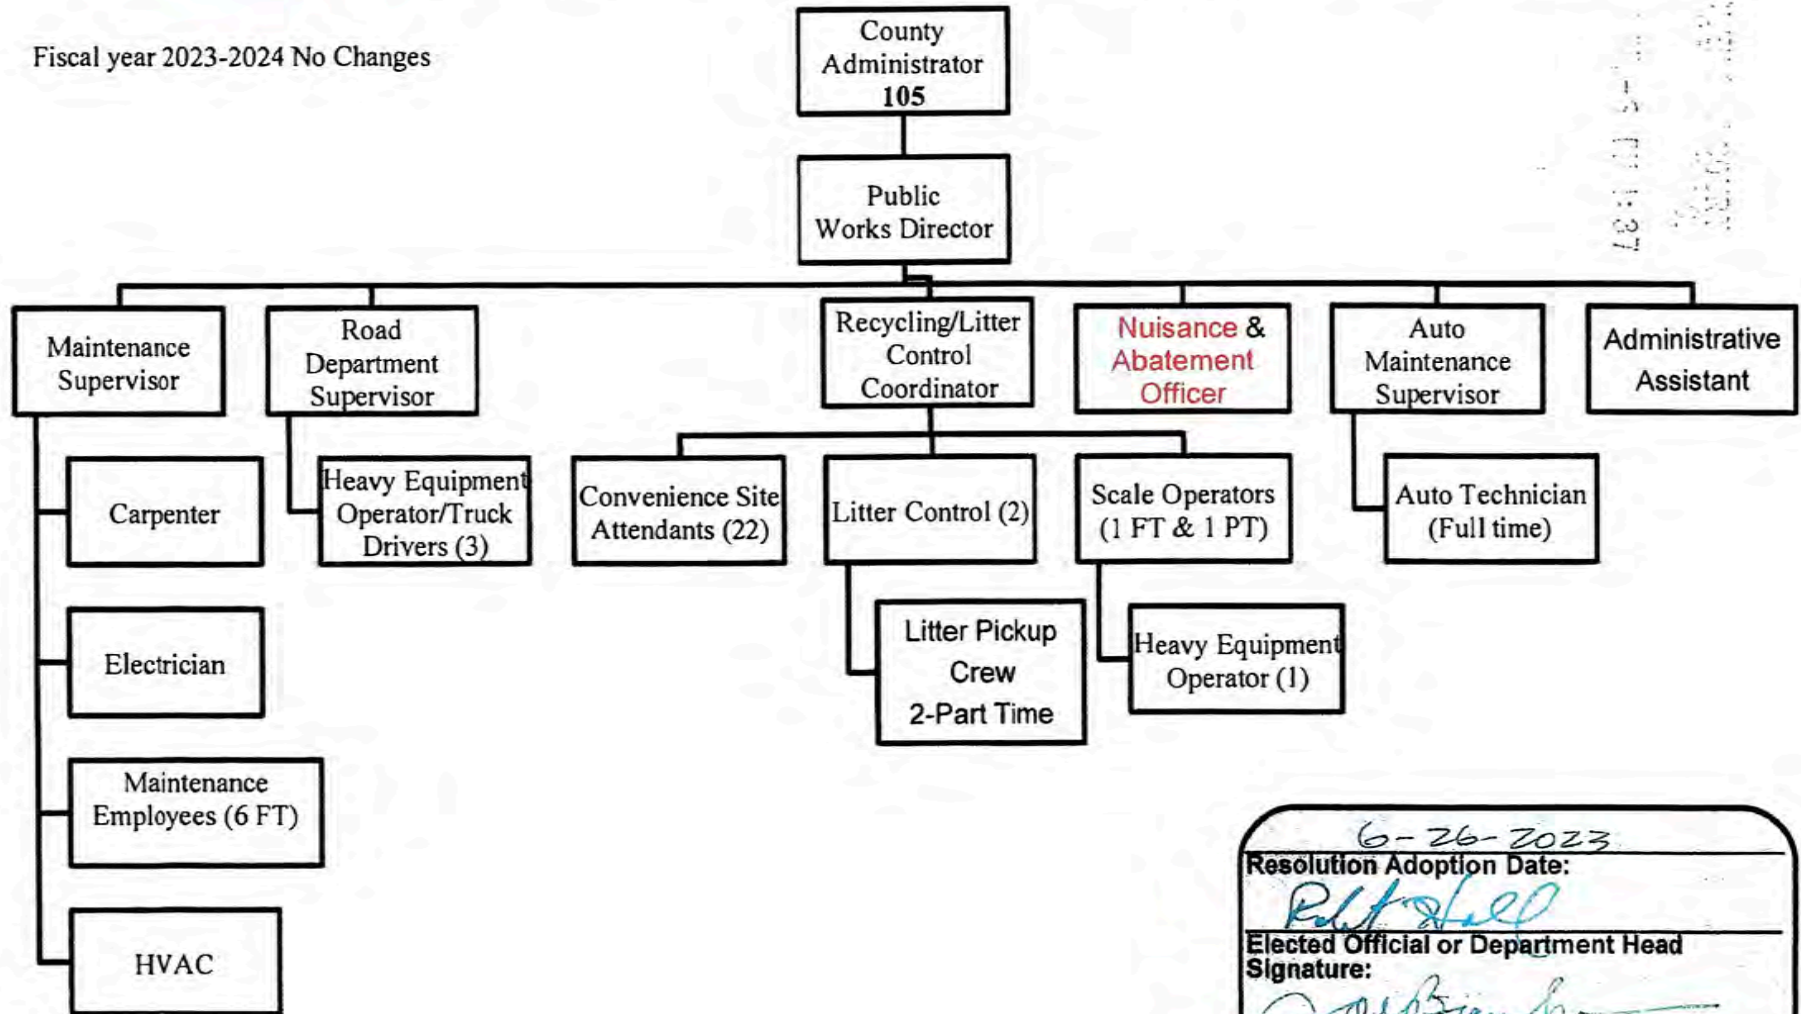 Fiscal year 2023-2024 No Changes
County
Administrator
105
Public
Works Director
Maintenance
Supervisor
Road
Department
Supervisor
Recycling/Litter
Control
Coordinator
Nuisance &
Abatement
Officer
Auto
Maintenance
Supervisor
Administrative
Assistant
Carpenter
Heavy Equipment
Operator/Truck
Drivers (3)
Convenience Site
Attendants (22)
Litter Control (2)
Scale Operators
(1 FT & 1 PT)
Auto Technician
(Full time)
Electrician
Litter Pickup
Crew
2-Part Time
Heavy Equipment
Operator (1)
Maintenance
Employees (6 FT)
HVAC
6-26-2023
Resolution Adoption Date:
Elected Official or Department Head
Signature: